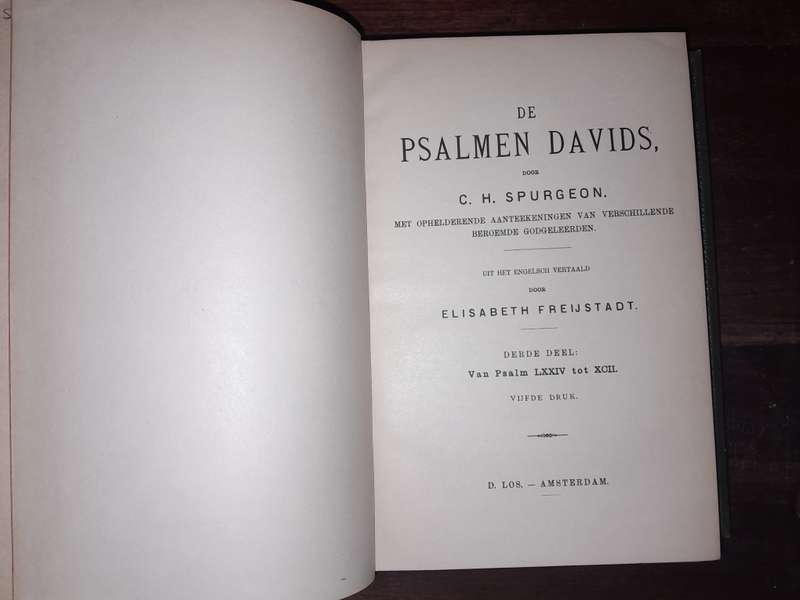 DE
PSALMEN DAVIDS,
DOOR
C. H. SPURGEON.
MET OPHELDERENDE AANTEEKENINGEN VAN VERSCHILLENDE
BEROEMDE GODGELEERDEN.
UIT HET ENGELSCH VERTAALD
DOOR
ELISABETH FREIJSTADT.
DERDE DEEL:
Van Psalm LXXIV tot XCII.
VIJFDE DRUK.
D. LOS. — AMSTERDAM.